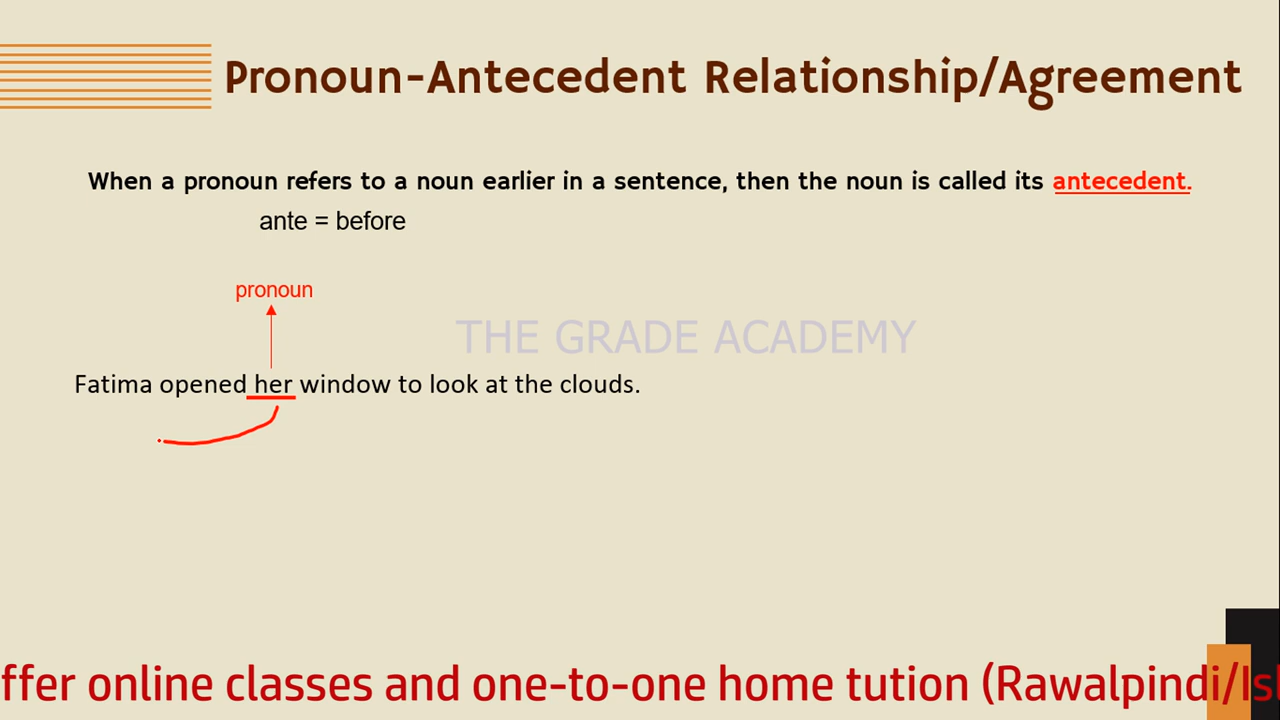 Pronoun-Antecedent Relationship/Agreement
When a pronoun refers to a noun earlier in a sentence, then the noun is called its antecedent.
ante = before
pronoun
THE GRADE ACADEMY
Fatima opened her window to look at the clouds.
ffer online classes and one-to-one home tution (Rawalpindi/Isl